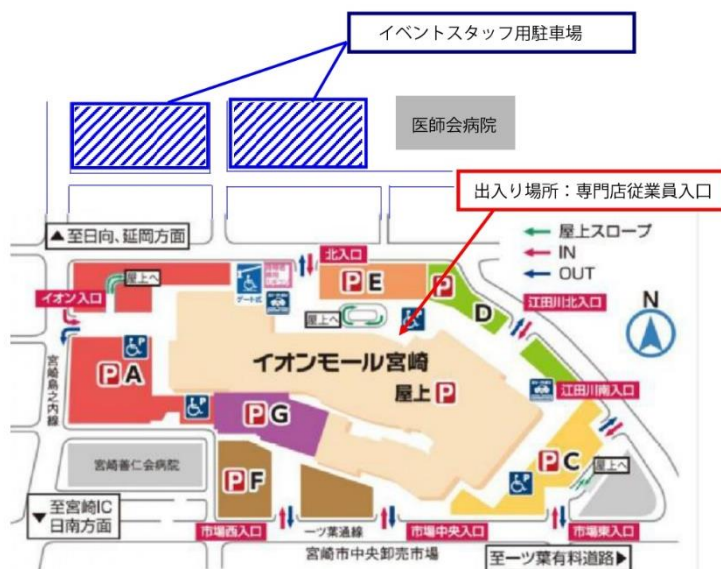 イベントスタッフ用駐車場
医師会病院
出入り場所：専門店従業員入口
▲至日向、延岡方面
北入口
屋上スロープ
IN
OUT
屋上へ
イオン入口
P E
P
D
江田川北入口
N
屋上へ
イオンモール宮崎
屋上 P
P A
宮崎島之内線
P G
江田川南入口
P C
屋上へ
宮崎善仁会病院
P F
▼至宮崎IC
日南方面
市場西入口
一ツ葉通線
市場中央入口
市場東入口
宮崎市中央卸売市場
至一ツ葉有料道路▶